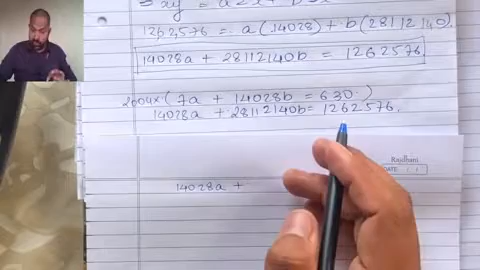 = xy = a
1262576 = a(14028) + b(28112140).
14028a + 28112140b = 1262576
2004×(7a + 14028b = 630.)
14028a + 28112140b = 1262576.
Rajdhani
DATE
14028a +